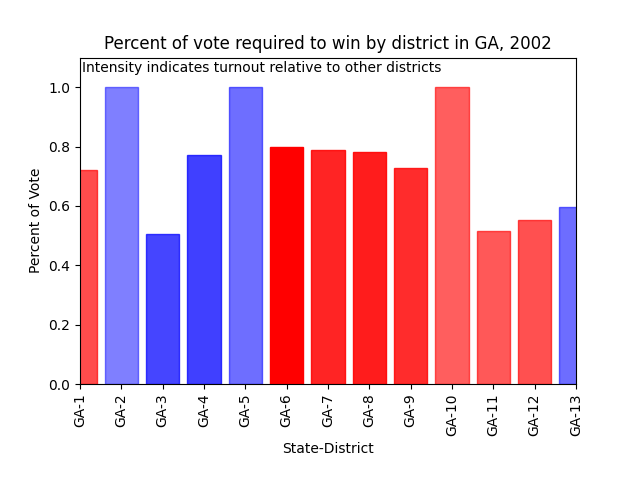 Percent of vote required to win by district in GA, 2002
Intensity indicates turnout relative to other districts
1.0
0.8
0.6
0.4
0.2
0.0
Percent of Vote
GA-1
GA-2
GA-3
GA-4
GA-5
GA-6
GA-7
GA-8
GA-9
GA-10
GA-11
GA-12
GA-13
State-District